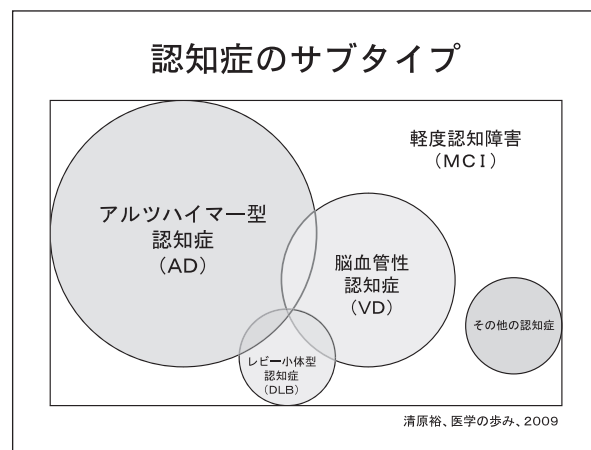 認知症のサブタイプ
軽度認知障害
（MCI）
アルツハイマー型
認知症
（AD）
脳血管性
認知症
（VD）
その他の認知症
レビー小体型
認知症
（DLB）
清原裕、医学の歩み、2009